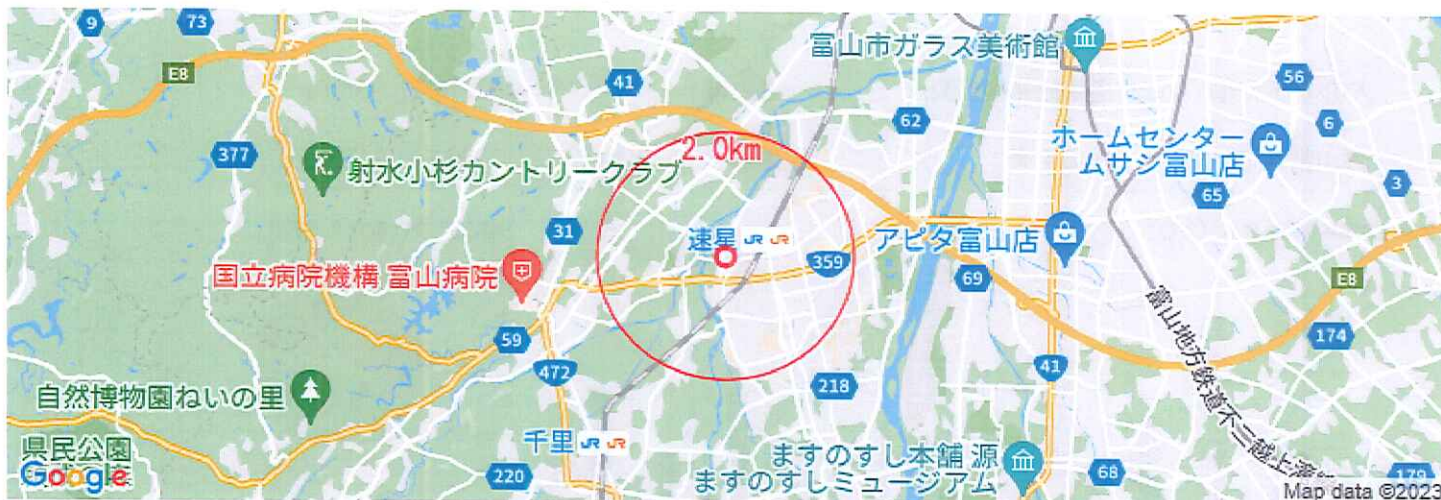 9
73
富山市ガラス美術館
E8
41
56
62
6
2.0km
ホームセンター
ムサシ富山店
377
射水小杉カントリークラブ
3
65
31
速星 JR JR
アピタ富山店
359
国立病院機構 富山病院
69
E8
富山地方鉄道不二越上滝
59
174
472
41
自然博物園ねいの里
218
千里 JR JR
県民公園
ますのすし本舗 源
ますのすしミュージアム
Google
220
68
179
Map data ©2023